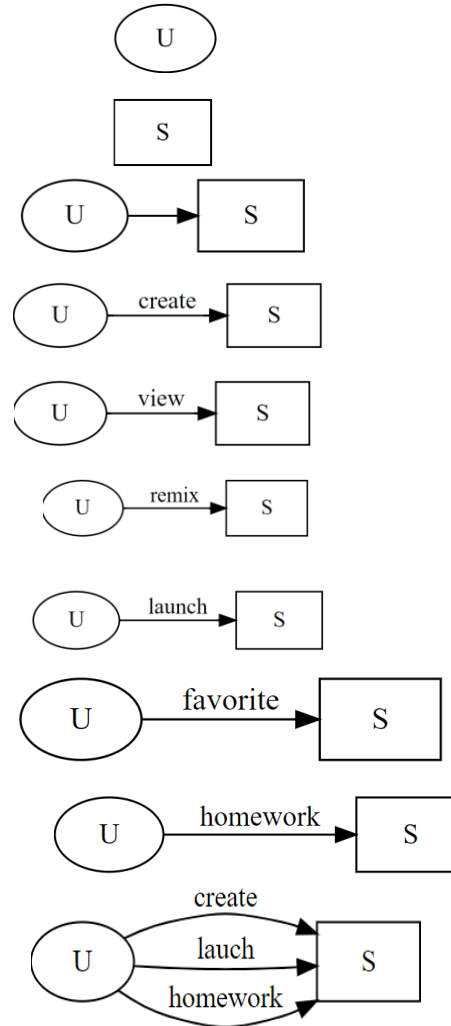 U
S
U S
U create S
U view S
U remix S
U launch S
U favorite S
U homework S
create
U lauch S
homework